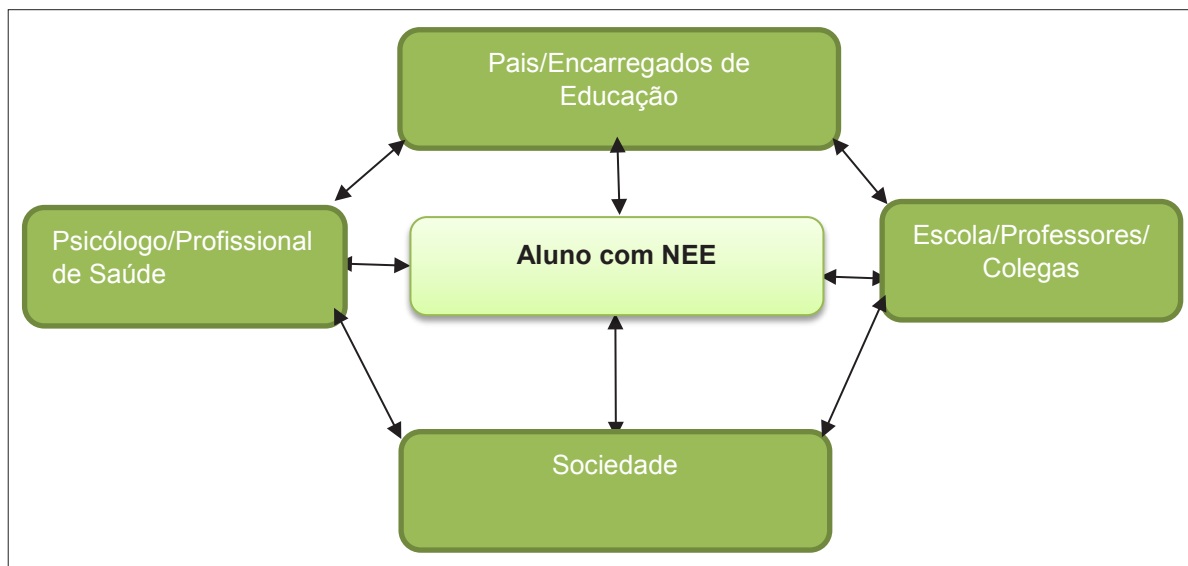 Pais/Encarregados de
Educação
Psicólogo/Profissional
de Saúde
Aluno com NEE
Escola/Professores/
Colegas
Sociedade